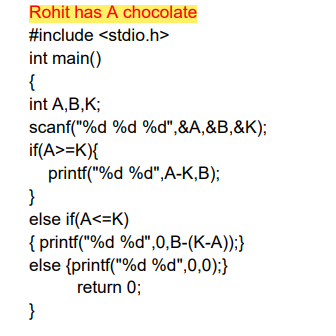 Rohit has A chocolate
#include <stdio.h>
int main()
{
int A,B,K;
scanf("%d %d %d",&A,&B,&K);
if(A>=K){
printf("%d %d",A-K,B);
}
else if(A<=K)
{ printf("%d %d",0,B-(K-A));}
else {printf("%d %d",0,0);}
return 0;
}